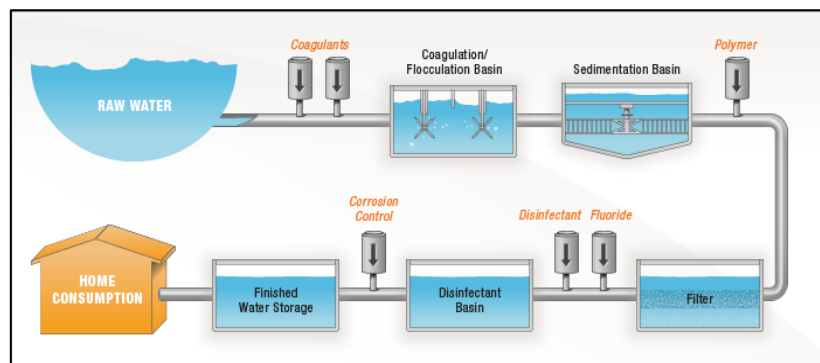 Coagulants
Coagulation/
Flocculation Basin
Sedimentation Basin
Polymer
RAW WATER
Corrosion
Control
Disinfectant
Fluoride
HOME
CONSUMPTION
Finished
Water Storage
Disinfectant
Basin
Filter